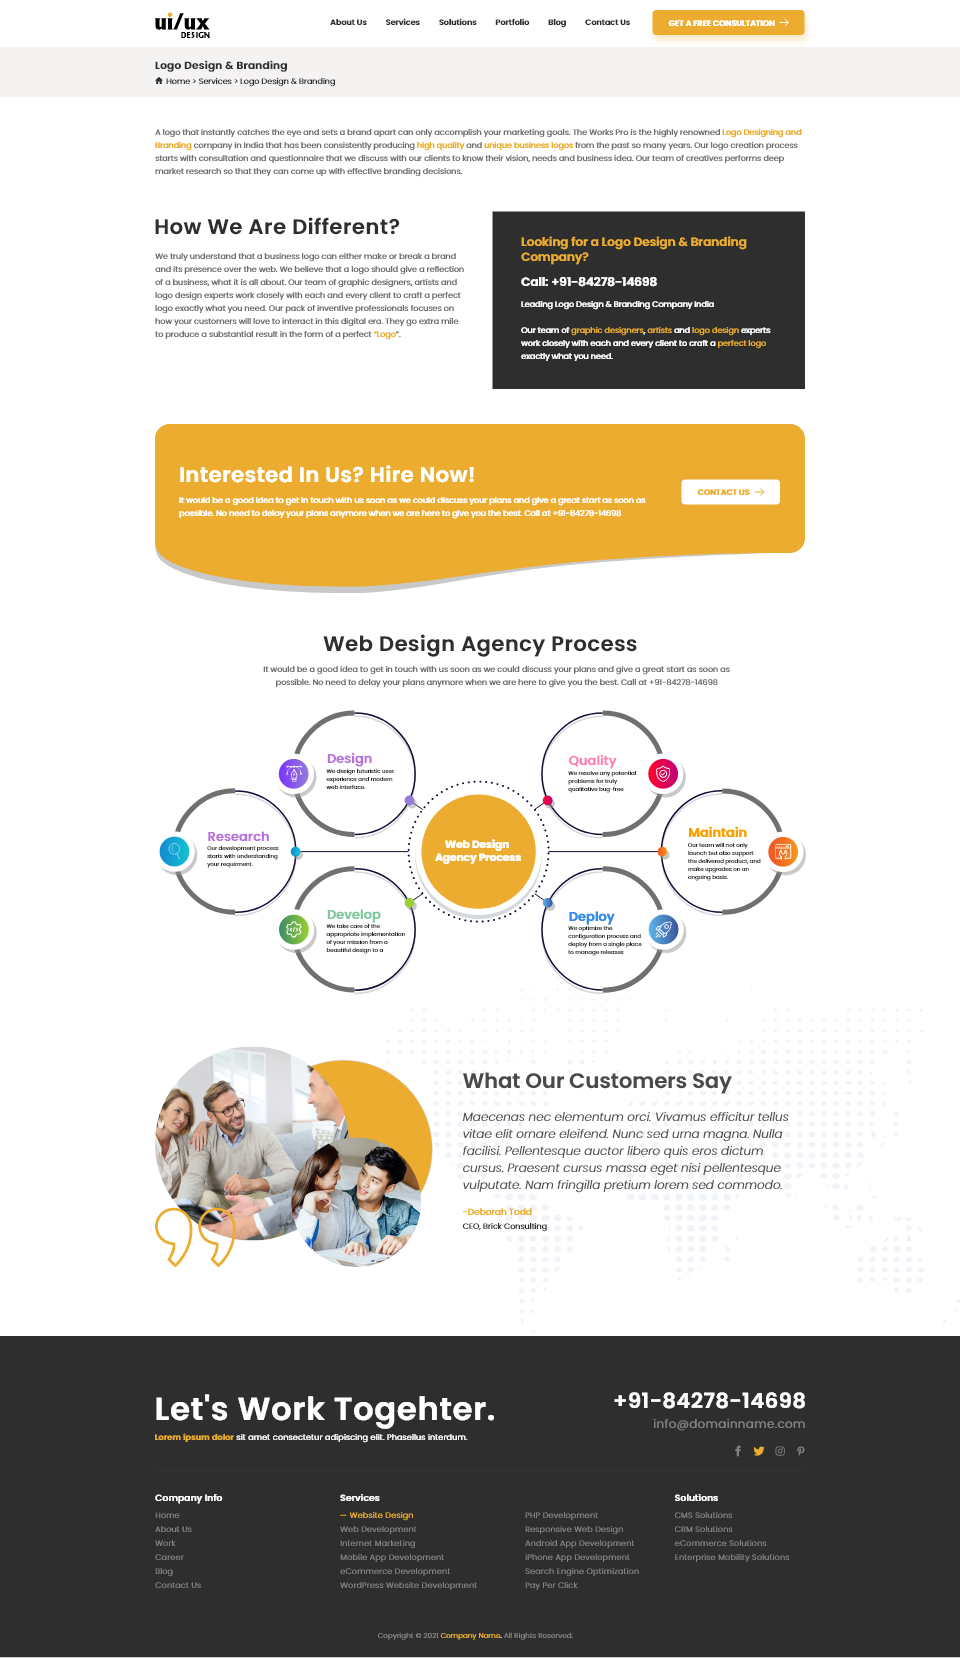 ui/ux
DESIGN
About Us Services Solutions Portfolio Blog Contact Us GET A FREE CONSULTATION
Logo Design & Branding
Home > Services > Logo Design & Branding
A logo that instantly catches the eye and sets a brand apart can only accomplish your marketing goals. The Works Pro is the highly renowned Logo Designing and
Branding company in India that has been consistently producing high quality and unique business logos from the past so many years. Our logo creation process
starts with consultation and questionnaire that we discuss with our clients to know their vision, needs and business idea. Our team of creatives performs deep
market research so that they can come up with effective branding decisions.
How We Are Different?
We truly understand that a business logo can either make or break a brand
and its presence over the web. We believe that a logo should give a reflection
of a business, what it is all about. Our team of graphic designers, artists and
logo design experts work closely with each and every client to craft a perfect
logo exactly what you need. Our pack of inventive professionals focuses on
how your customers will love to interact in this digital era. They go extra mile
to produce a substantial result in the form of a perfect "Logo".
Looking for a Logo Design & Branding
Company?
Call: +91-84278-14698
Leading Logo Design & Branding Company India
Our team of graphic designers, artists and logo design experts
work closely with each and every client to craft a perfect logo
exactly what you need.
Interested In Us? Hire Now!
It would be a good idea to get in touch with us soon as we could discuss your plans and give a great start as soon as
possible. No need to delay your plans anymore when we are here to give you the best. Call at +91-84278-14698
CONTACT US
Web Design Agency Process
It would be a good idea to get in touch with us soon as we could discuss your plans and give a great start as soon as
possible. No need to delay your plans anymore when we are here to give you the best. Call at +91-84278-14698
Design
We design futuristic user
experience and modern
web interface.
Quality
We resolve any potential
problems for truly
qualitative bug-free
Research
Our development process
starts with understanding
your requirment.
Web Design
Agency Process
Maintain
Our team will not only
launch but also support
the delivered product, and
make upgrades on an
ongoing basis.
Develop
We take care of the
appropriate implementation
of your mission from a
beautiful design to a
Deploy
We optimize the
configuration process and
deploy from a single place
to manage releases
What Our Customers Say
Maecenas nec elementum orci. Vivamus efficitur tellus
vitae elit ornare eleifend. Nunc sed urna magna. Nulla
facilisi. Pellentesque auctor libero quis eros dictum
cursus. Praesent cursus massa eget nisi pellentesque
vulputate. Nam fringilla pretium lorem sed commodo.
-Deborah Todd
CEO, Brick Consulting
Let's Work Togehter.
Lorem ipsum dolor sit amet consectetur adipiscing elit. Phasellus interdum.
+91-84278-14698
info@domainname.com
Company Info
Home
About Us
Work
Career
Blog
Contact Us
Services
— Website Design
Web Development
Internet Marketing
Mobile App Development
eCommerce Development
WordPress Website Development
PHP Development
Responsive Web Design
Android App Development
iPhone App Development
Search Engine Optimization
Pay Per Click
Solutions
CMS Solutions
CRM Solutions
eCommerce Solutions
Enterprise Mobility Solutions
Copyright © 2021 Company Name. All Rights Reserved.